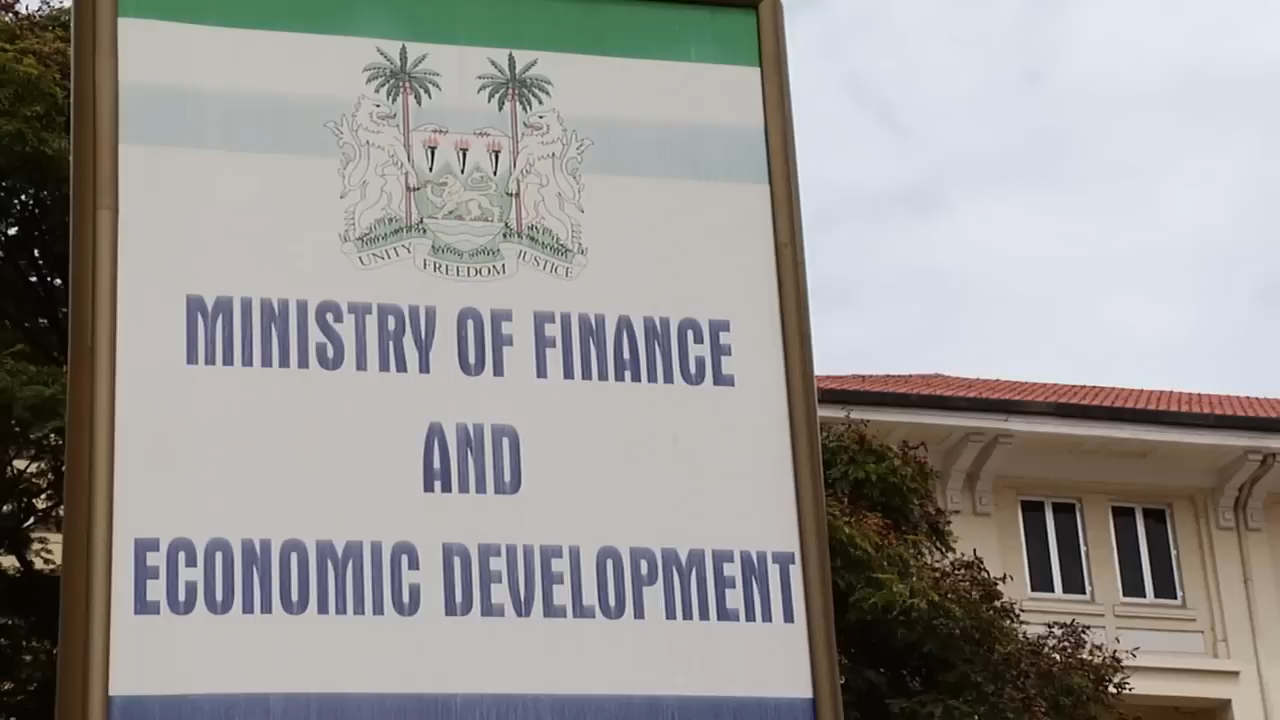 UNITY FREEDOM JUSTICE
MINISTRY OF FINANCE
AND
ECONOMIC DEVELOPMENT